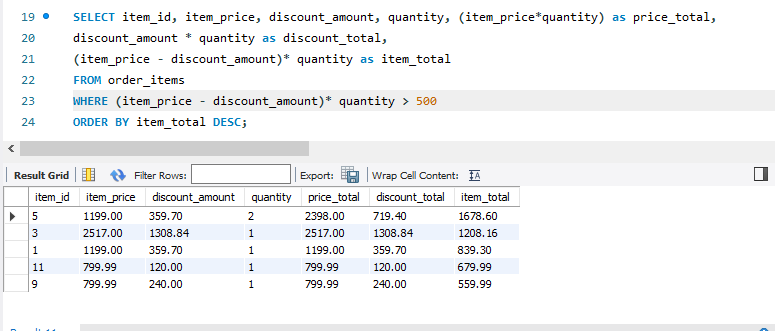 19 SELECT item_id, item_price, discount_amount, quantity, (item_price*quantity) as price_total,
20 discount_amount * quantity as discount_total,
21 (item_price - discount_amount)* quantity as item_total
22 FROM order_items
23 WHERE (item_price - discount_amount)* quantity > 500
24 ORDER BY item_total DESC;
Result Grid Filter Rows: Export: Wrap Cell Content: IA
item_id item_price discount_amount quantity price_total discount_total item_total
5 1199.00 359.70 2 2398.00 719.40 1678.60
3 2517.00 1308.84 1 2517.00 1308.84 1208.16
1 1199.00 359.70 1 1199.00 359.70 839.30
11 799.99 120.00 1 799.99 120.00 679.99
9 799.99 240.00 1 799.99 240.00 559.99